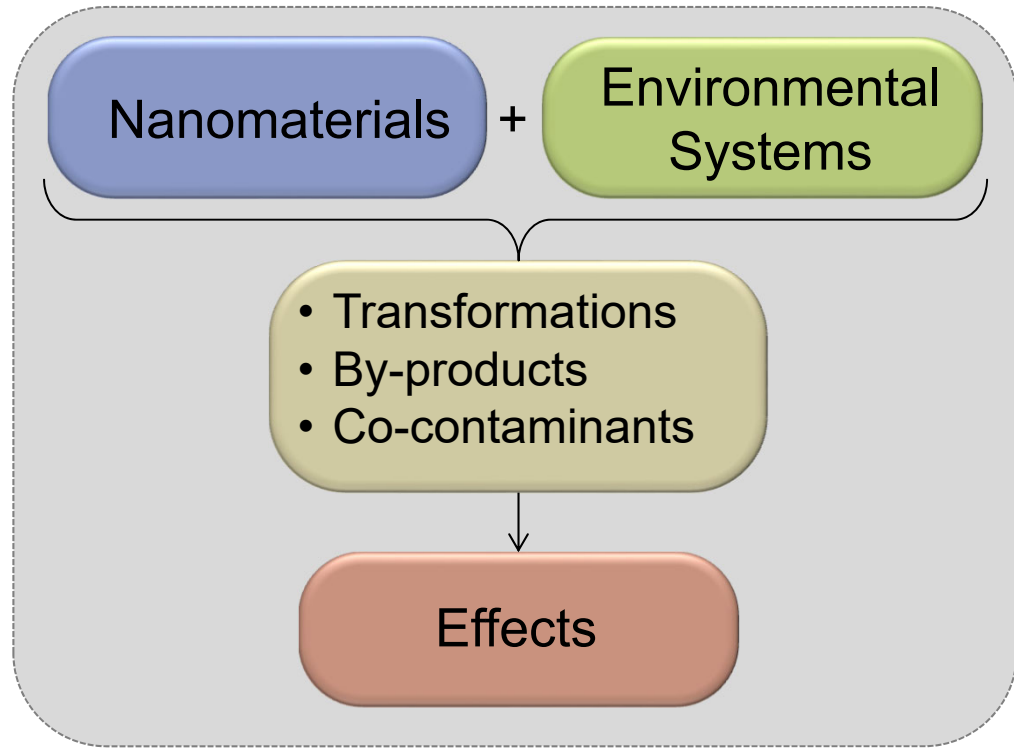 Nanomaterials + Environmental
Systems
• Transformations
• By-products
• Co-contaminants
Effects